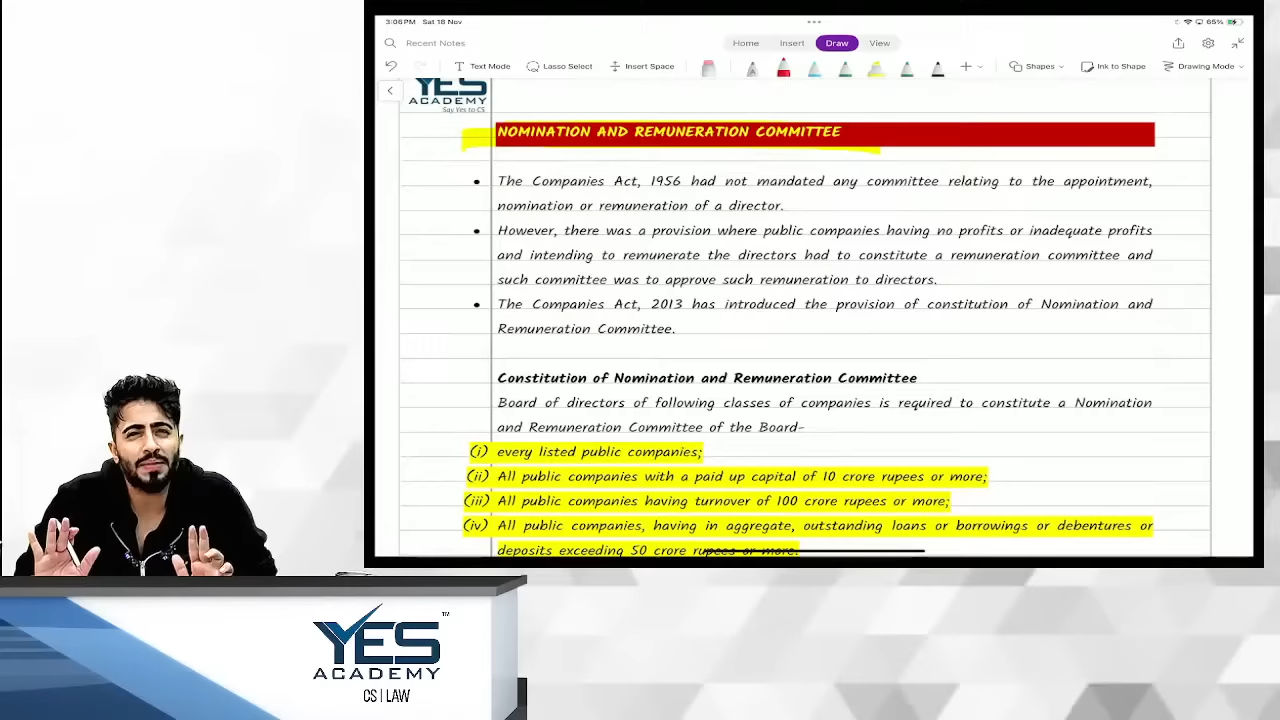 3:06 PM Sat 18 Nov
65%
Recent Notes
Home Insert Draw View
Text Mode Lasso Select Insert Space Shapes Ink to Shape Drawing Mode
YES
ACADEMY
Say Yes to CS
NOMINATION AND REMUNERATION COMMITTEE
• The Companies Act, 1956 had not mandated any committee relating to the appointment,
nomination or remuneration of a director.
• However, there was a provision where public companies having no profits or inadequate profits
and intending to remunerate the directors had to constitute a remuneration committee and
such committee was to approve such remuneration to directors.
• The Companies Act, 2013 has introduced the provision of constitution of Nomination and
Remuneration Committee.
Constitution of Nomination and Remuneration Committee
Board of directors of following classes of companies is required to constitute a Nomination
and Remuneration Committee of the Board-
(i) every listed public companies;
(ii) All public companies with a paid up capital of 10 crore rupees or more;
(iii) All public companies having turnover of 100 crore rupees or more;
(iv) All public companies, having in aggregate, outstanding loans or borrowings or debentures or
deposits exceeding 50 crore rupees or more.
YES TM
ACADEMY
CS | LAW